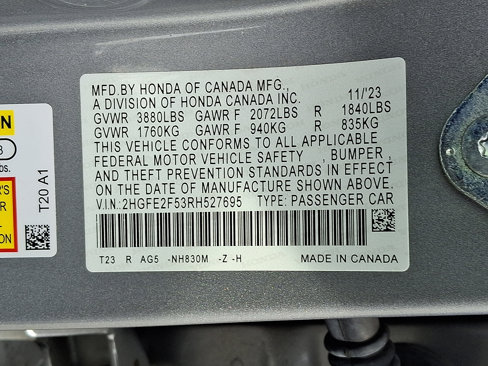 MFD.BY HONDA OF CANADA MFG.,
A DIVISION OF HONDA CANADA INC. 11/'23
GVWR 3880LBS GAWR F 2072LBS R 1840LBS
GVWR 1760KG GAWR F 940KG R 835KG
THIS VEHICLE CONFORMS TO ALL APPLICABLE
FEDERAL MOTOR VEHICLE SAFETY , BUMPER ,
AND THEFT PREVENTION STANDARDS IN EFFECT
ON THE DATE OF MANUFACTURE SHOWN ABOVE.
V.I.N:2HGFE2F53RH527695 TYPE: PASSENGER CAR
T23 R AG5 -NH830M -Z -H MADE IN CANADA
T20 A1